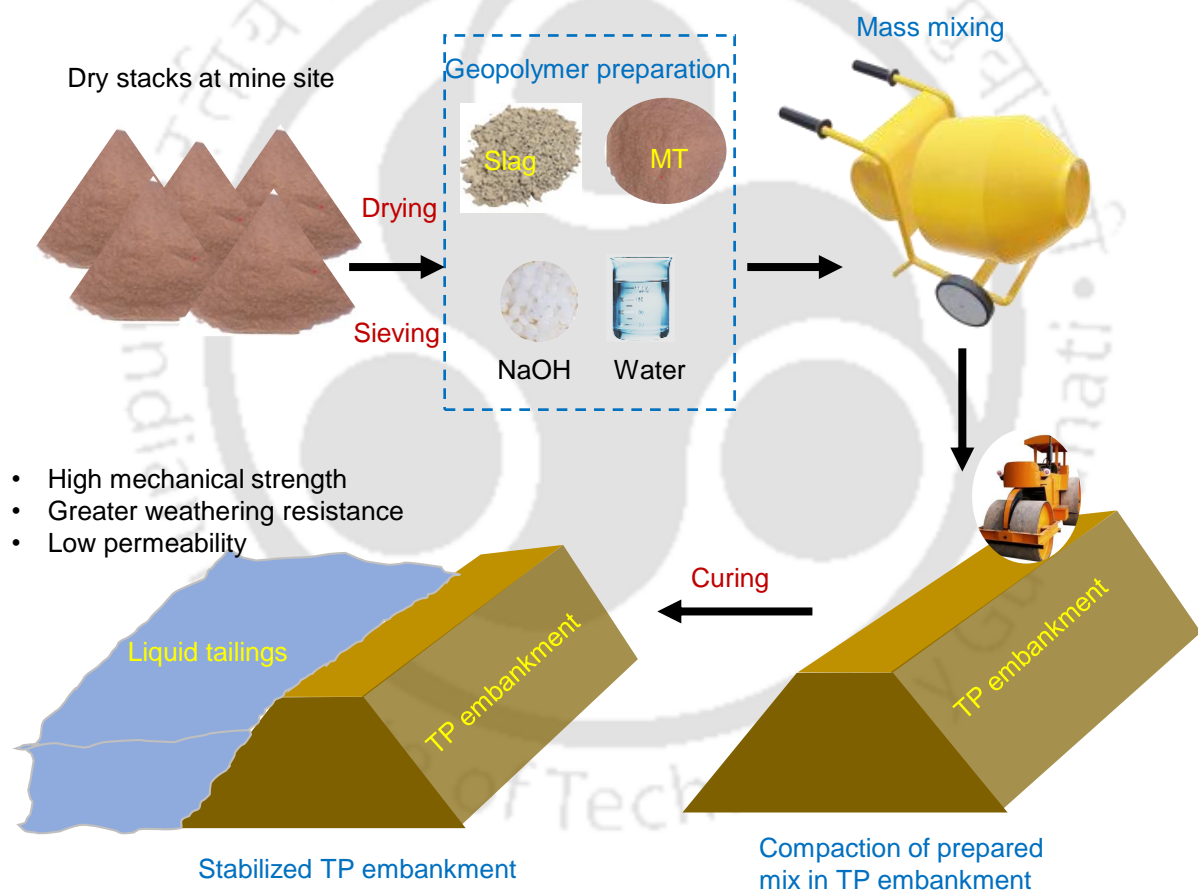 Mass mixing
Dry stacks at mine site
Geopolymer preparation
Slag
MT
Drying
Sieving
NaOH
Water
• High mechanical strength
• Greater weathering resistance
• Low permeability
Curing
Liquid tailings
TP embankment
TP embankment
Stabilized TP embankment
Compaction of prepared
mix in TP embankment
of Tech